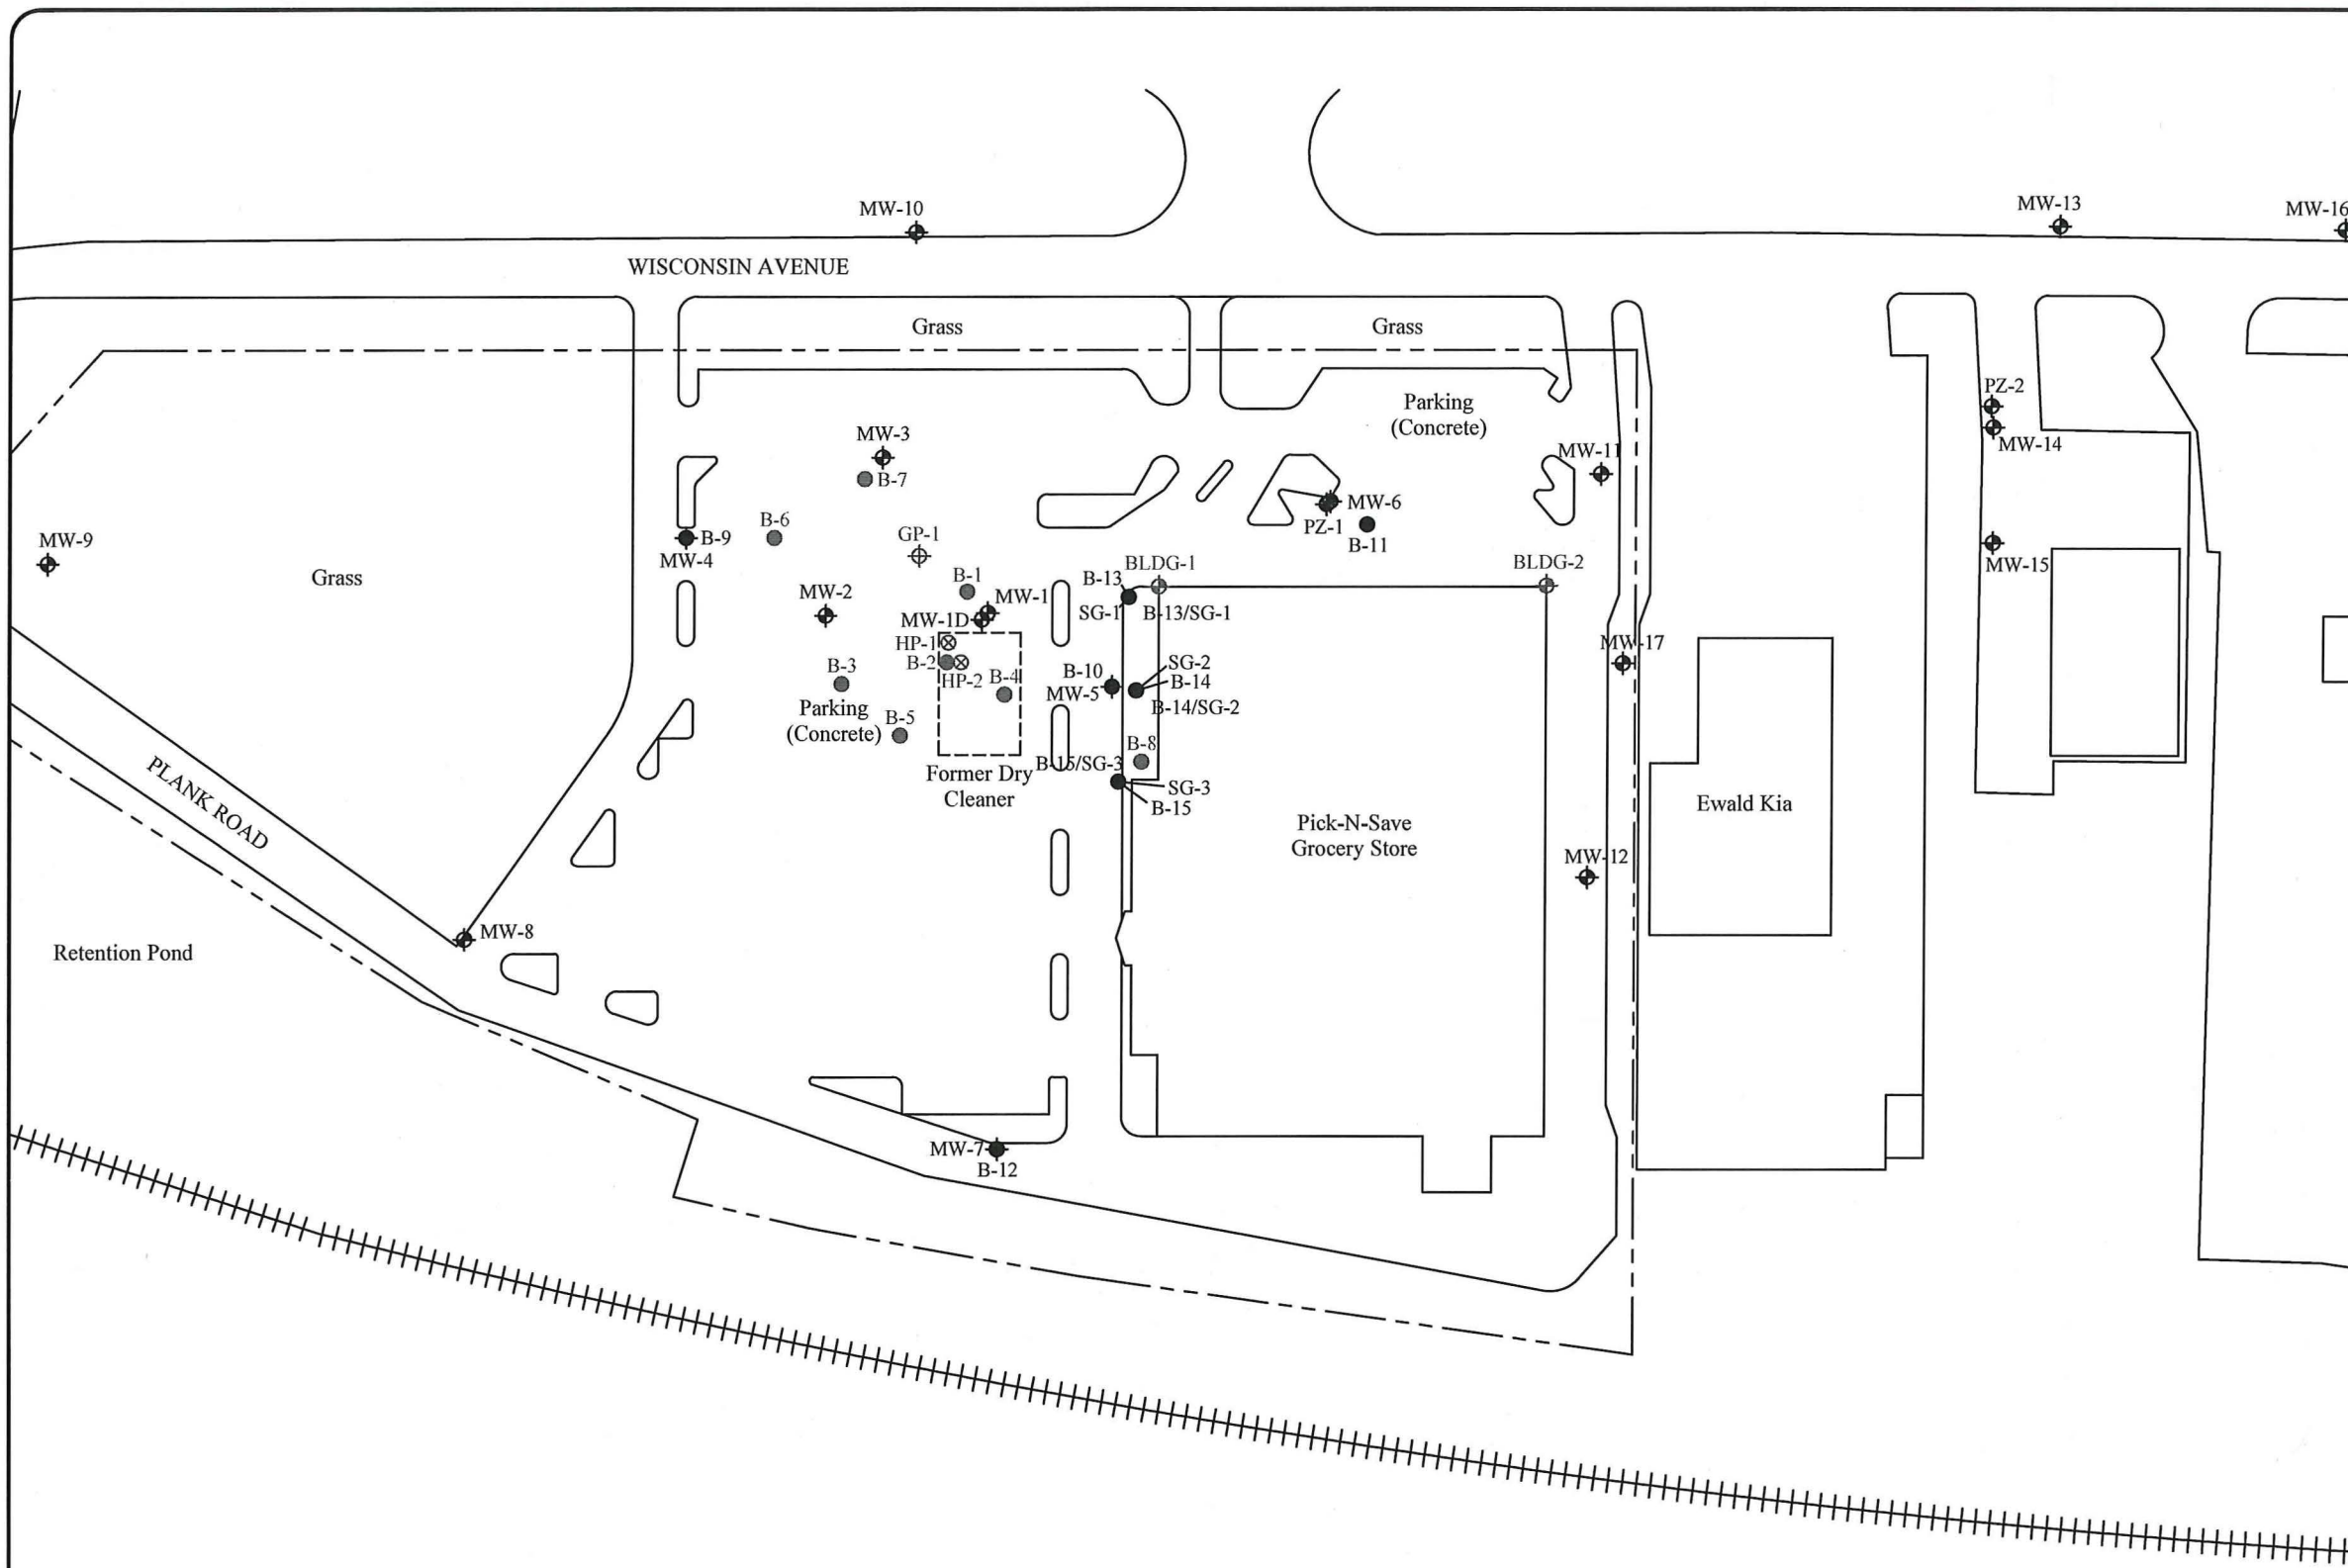 MW-10
MW-13
MW-16
WISCONSIN AVENUE
Grass
Grass
Parking
(Concrete)
PZ-2
MW-14
MW-3
B-7
MW-11
MW-6
PZ-1
B-11
B-6
B-9
MW-4
GP-1
MW-9
Grass
MW-15
BLDG-1
BLDG-2
B-13
SG-1
B-13/SG-1
B-1
MW-1
MW-2
MW-1D
HP-1
B-2
HP-2
B-4
B-3
Parking
(Concrete)
B-5
B-10
MW-5
SG-2
B-14
B-14/SG-2
MW-17
B-8
B-15/SG-3
SG-3
B-15
Former Dry
Cleaner
PLANK ROAD
Pick-N-Save
Grocery Store
Ewald Kia
MW-12
MW-8
Retention Pond
MW-7
B-12